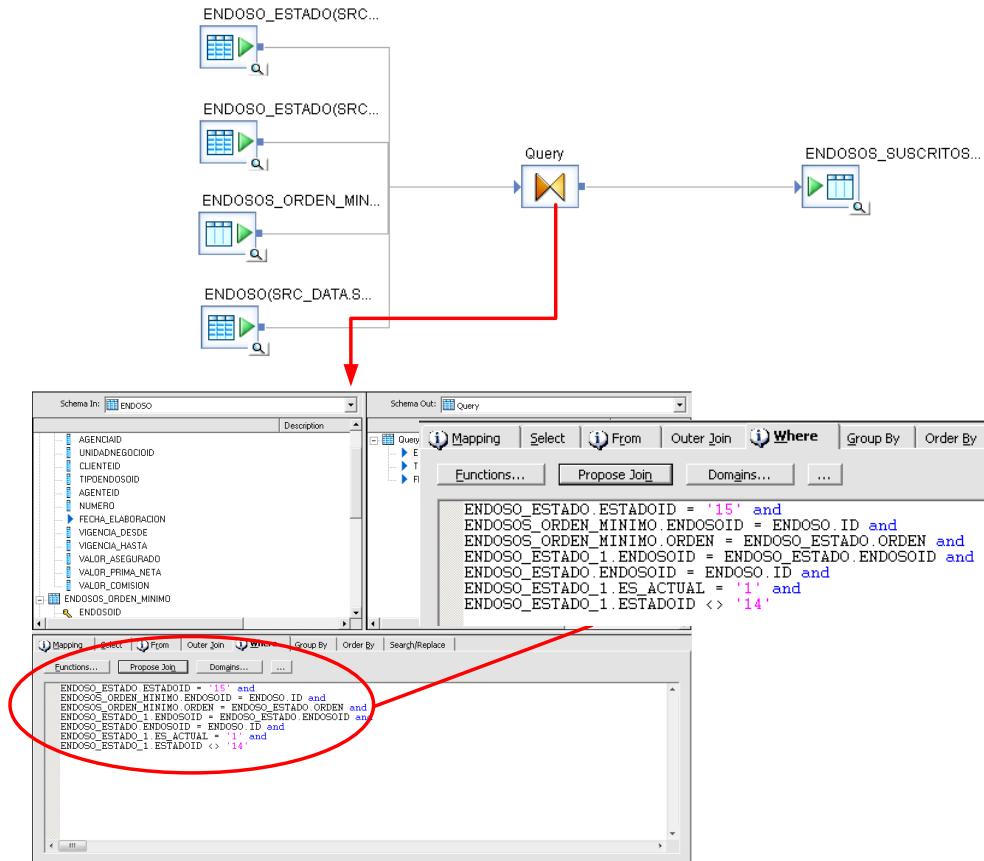 ENDOSO_ESTADO(SRC...
ENDOSO_ESTADO(SRC...
Query
ENDOSOS_SUSCRITOS...
ENDOSOS_ORDEN_MIN...
ENDOSO(SRC_DATA.S...
Schema In: ENDOSO
Schema Out: Query
Description
AGENCIAID
UNIDADNEGOCIOID
CLIENTEID
TIPOENDOSOID
AGENTEID
NUMERO
FECHA_ELABORACION
VIGENCIA_DESDE
VIGENCIA_HASTA
VALOR_ASEGURADO
VALOR_PRIMA_NETA
VALOR_COMISION
ENDOSOS_ORDEN_MINIMO
ENDOSOID
Query
E
T
FI
Mapping Select From Outer Join Where Group By Order By
Functions... Propose Join Domains... ...
ENDOSO_ESTADO.ESTADOID = '15' and
ENDOSOS_ORDEN_MINIMO.ENDOSOID = ENDOSO.ID and
ENDOSOS_ORDEN_MINIMO.ORDEN = ENDOSO_ESTADO.ORDEN and
ENDOSO_ESTADO_1.ENDOSOID = ENDOSO_ESTADO.ENDOSOID and
ENDOSO_ESTADO.ENDOSOID = ENDOSO.ID and
ENDOSO_ESTADO_1.ES_ACTUAL = '1' and
ENDOSO_ESTADO_1.ESTADOID <> '14'
Mapping Select From Outer Join Where Group By Order By Search/Replace
Functions... Propose Join Domains... ...
ENDOSO_ESTADO.ESTADOID = '15' and
ENDOSOS_ORDEN_MINIMO.ENDOSOID = ENDOSO.ID and
ENDOSOS_ORDEN_MINIMO.ORDEN = ENDOSO_ESTADO.ORDEN and
ENDOSO_ESTADO_1.ENDOSOID = ENDOSO_ESTADO.ENDOSOID and
ENDOSO_ESTADO.ENDOSOID = ENDOSO.ID and
ENDOSO_ESTADO_1.ES_ACTUAL = '1' and
ENDOSO_ESTADO_1.ESTADOID <> '14'